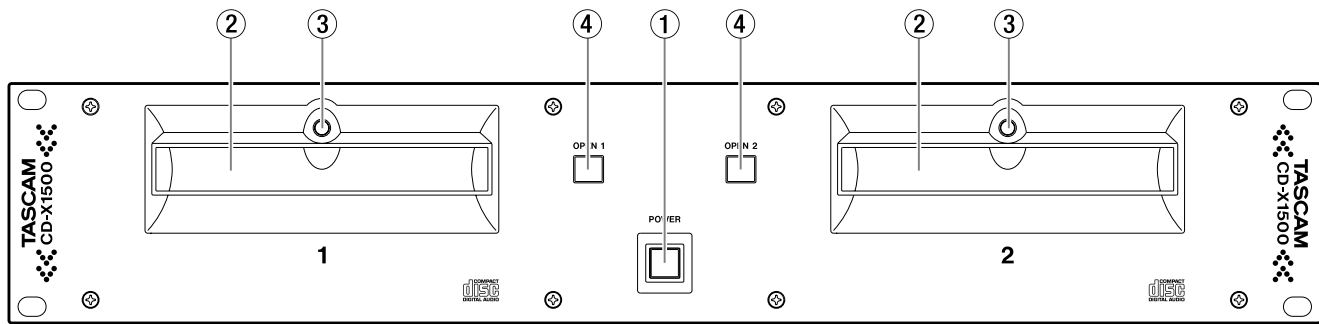 ② ③ ④ ① ④ ② ③
OPEN 1 OPEN 2
TASCAM
CD-X1500
TASCAM
CD-X1500
POWER
1 2
COMPACT
disc
DIGITAL AUDIO
COMPACT
disc
DIGITAL AUDIO